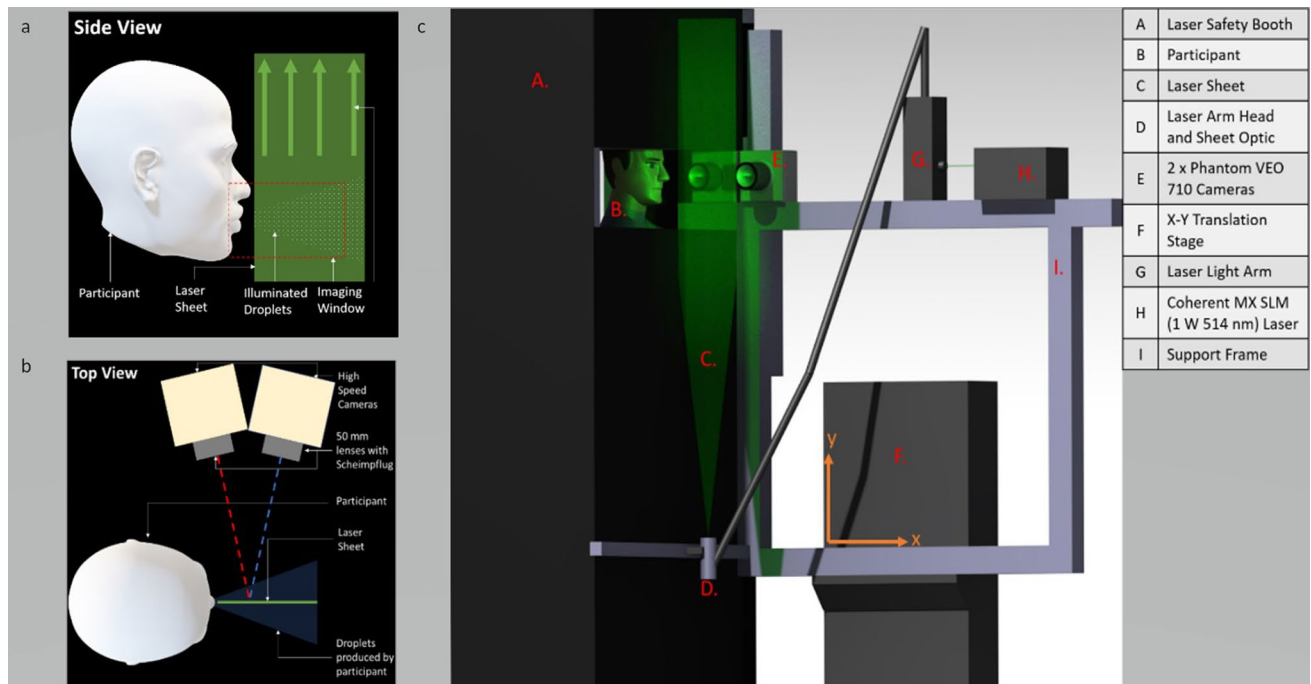 a
Side View
Participant
Laser
Sheet
Illuminated
Droplets
Imaging
Window
b
Top View
High
Speed
Cameras
50 mm
lenses with
Scheimpflug
Participant
Laser
Sheet
Droplets
produced by
participant
c
A.
B.
C.
D.
E.
F.
G.
H.
I.
y
x
A Laser Safety Booth
B Participant
C Laser Sheet
D Laser Arm Head
and Sheet Optic
E 2 x Phantom VEO
710 Cameras
F X-Y Translation
Stage
G Laser Light Arm
H Coherent MX SLM
(1 W 514 nm) Laser
I Support Frame